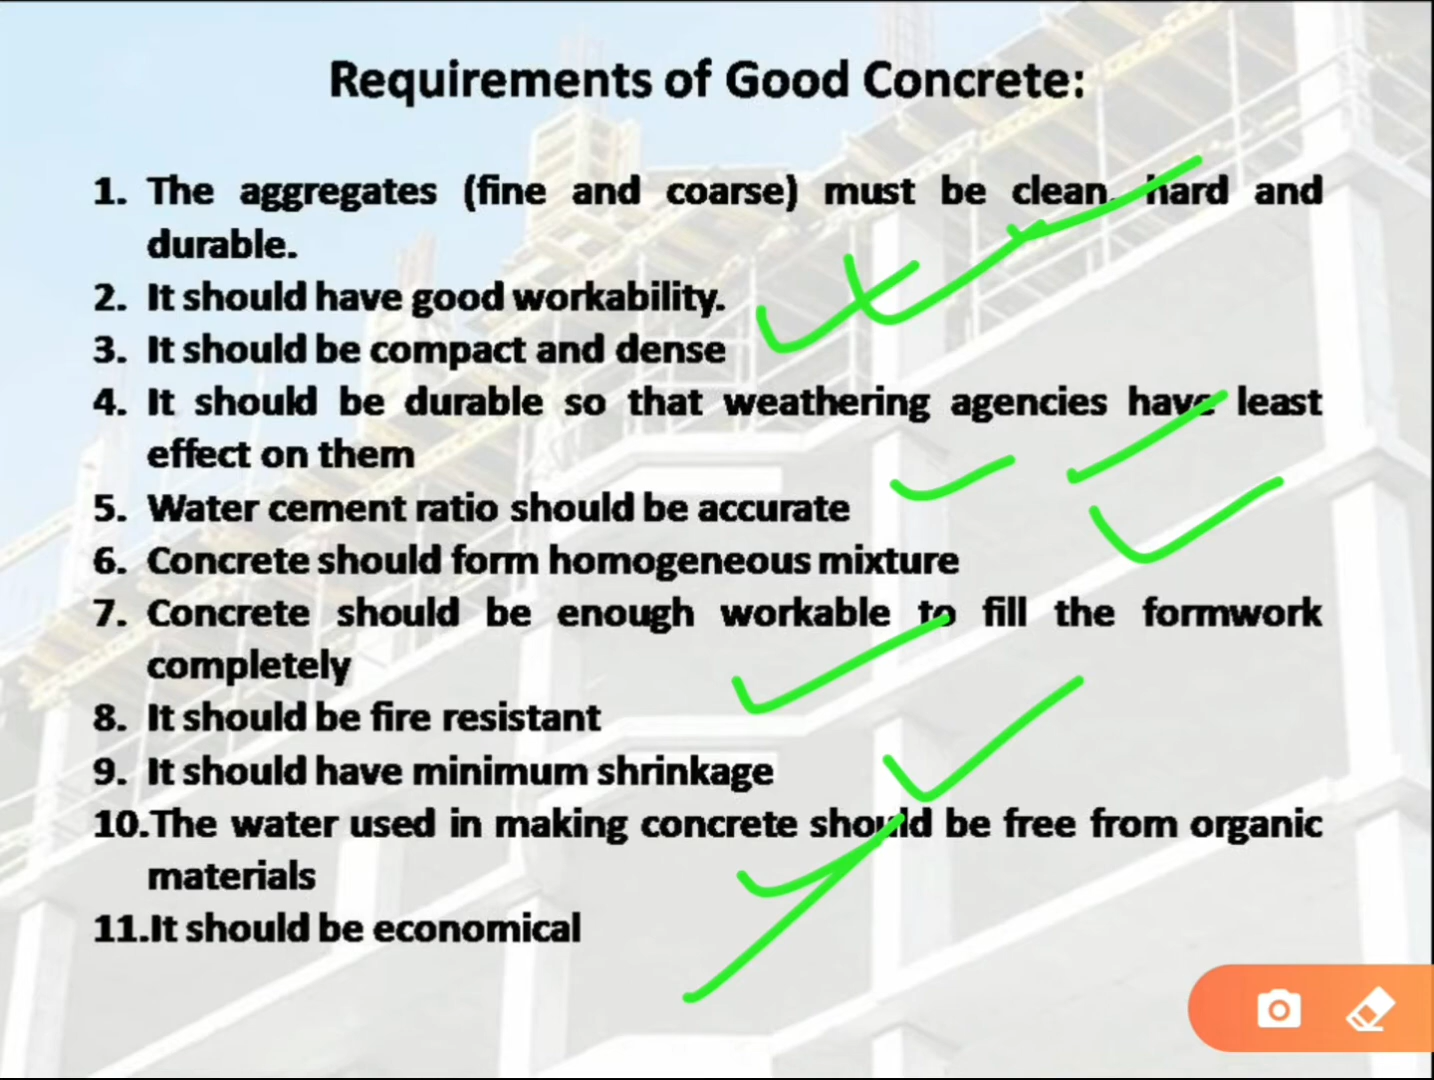 Requirements of Good Concrete:
1. The aggregates (fine and coarse) must be clean, hard and
durable.
2. It should have good workability.
3. It should be compact and dense
4. It should be durable so that weathering agencies have least
effect on them
5. Water cement ratio should be accurate
6. Concrete should form homogeneous mixture
7. Concrete should be enough workable to fill the formwork
completely
8. It should be fire resistant
9. It should have minimum shrinkage
10.The water used in making concrete should be free from organic
materials
11.It should be economical